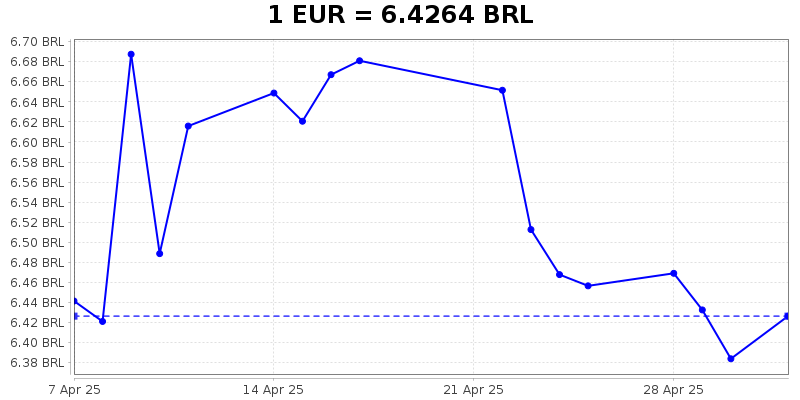 1 EUR = 6.4264 BRL
6.70 BRL
6.68 BRL
6.66 BRL
6.64 BRL
6.62 BRL
6.60 BRL
6.58 BRL
6.56 BRL
6.54 BRL
6.52 BRL
6.50 BRL
6.48 BRL
6.46 BRL
6.44 BRL
6.42 BRL
6.40 BRL
6.38 BRL
7 Apr 25 14 Apr 25 21 Apr 25 28 Apr 25